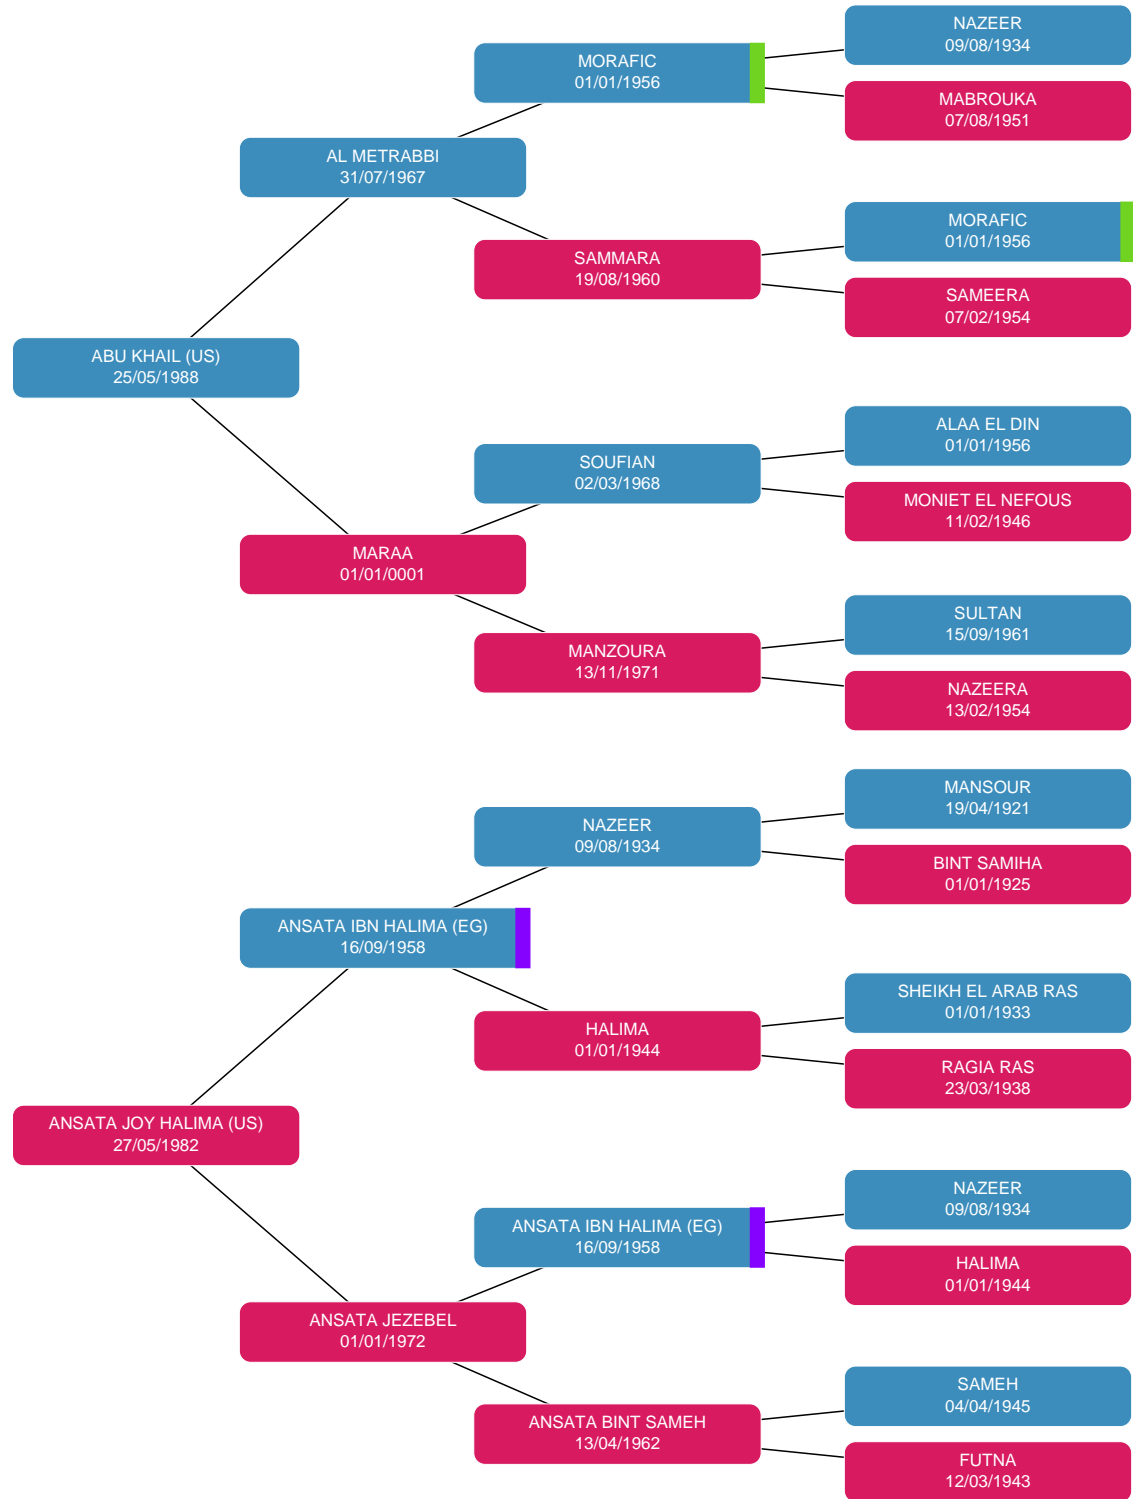 NAZEER
09/08/1934
MORAFIC
01/01/1956
MABROUKA
07/08/1951
AL METRABBI
31/07/1967
MORAFIC
01/01/1956
SAMMARA
19/08/1960
SAMEERA
07/02/1954
ABU KHAIL (US)
25/05/1988
ALAA EL DIN
01/01/1956
SOUFIAN
02/03/1968
MONIET EL NEFOUS
11/02/1946
MARAA
01/01/0001
SULTAN
15/09/1961
MANZOURA
13/11/1971
NAZEERA
13/02/1954
MANSOUR
19/04/1921
NAZEER
09/08/1934
BINT SAMIHA
01/01/1925
ANSATA IBN HALIMA (EG)
16/09/1958
SHEIKH EL ARAB RAS
01/01/1933
HALIMA
01/01/1944
RAGIA RAS
23/03/1938
ANSATA JOY HALIMA (US)
27/05/1982
NAZEER
09/08/1934
ANSATA IBN HALIMA (EG)
16/09/1958
HALIMA
01/01/1944
ANSATA JEZEBEL
01/01/1972
SAMEH
04/04/1945
ANSATA BINT SAMEH
13/04/1962
FUTNA
12/03/1943